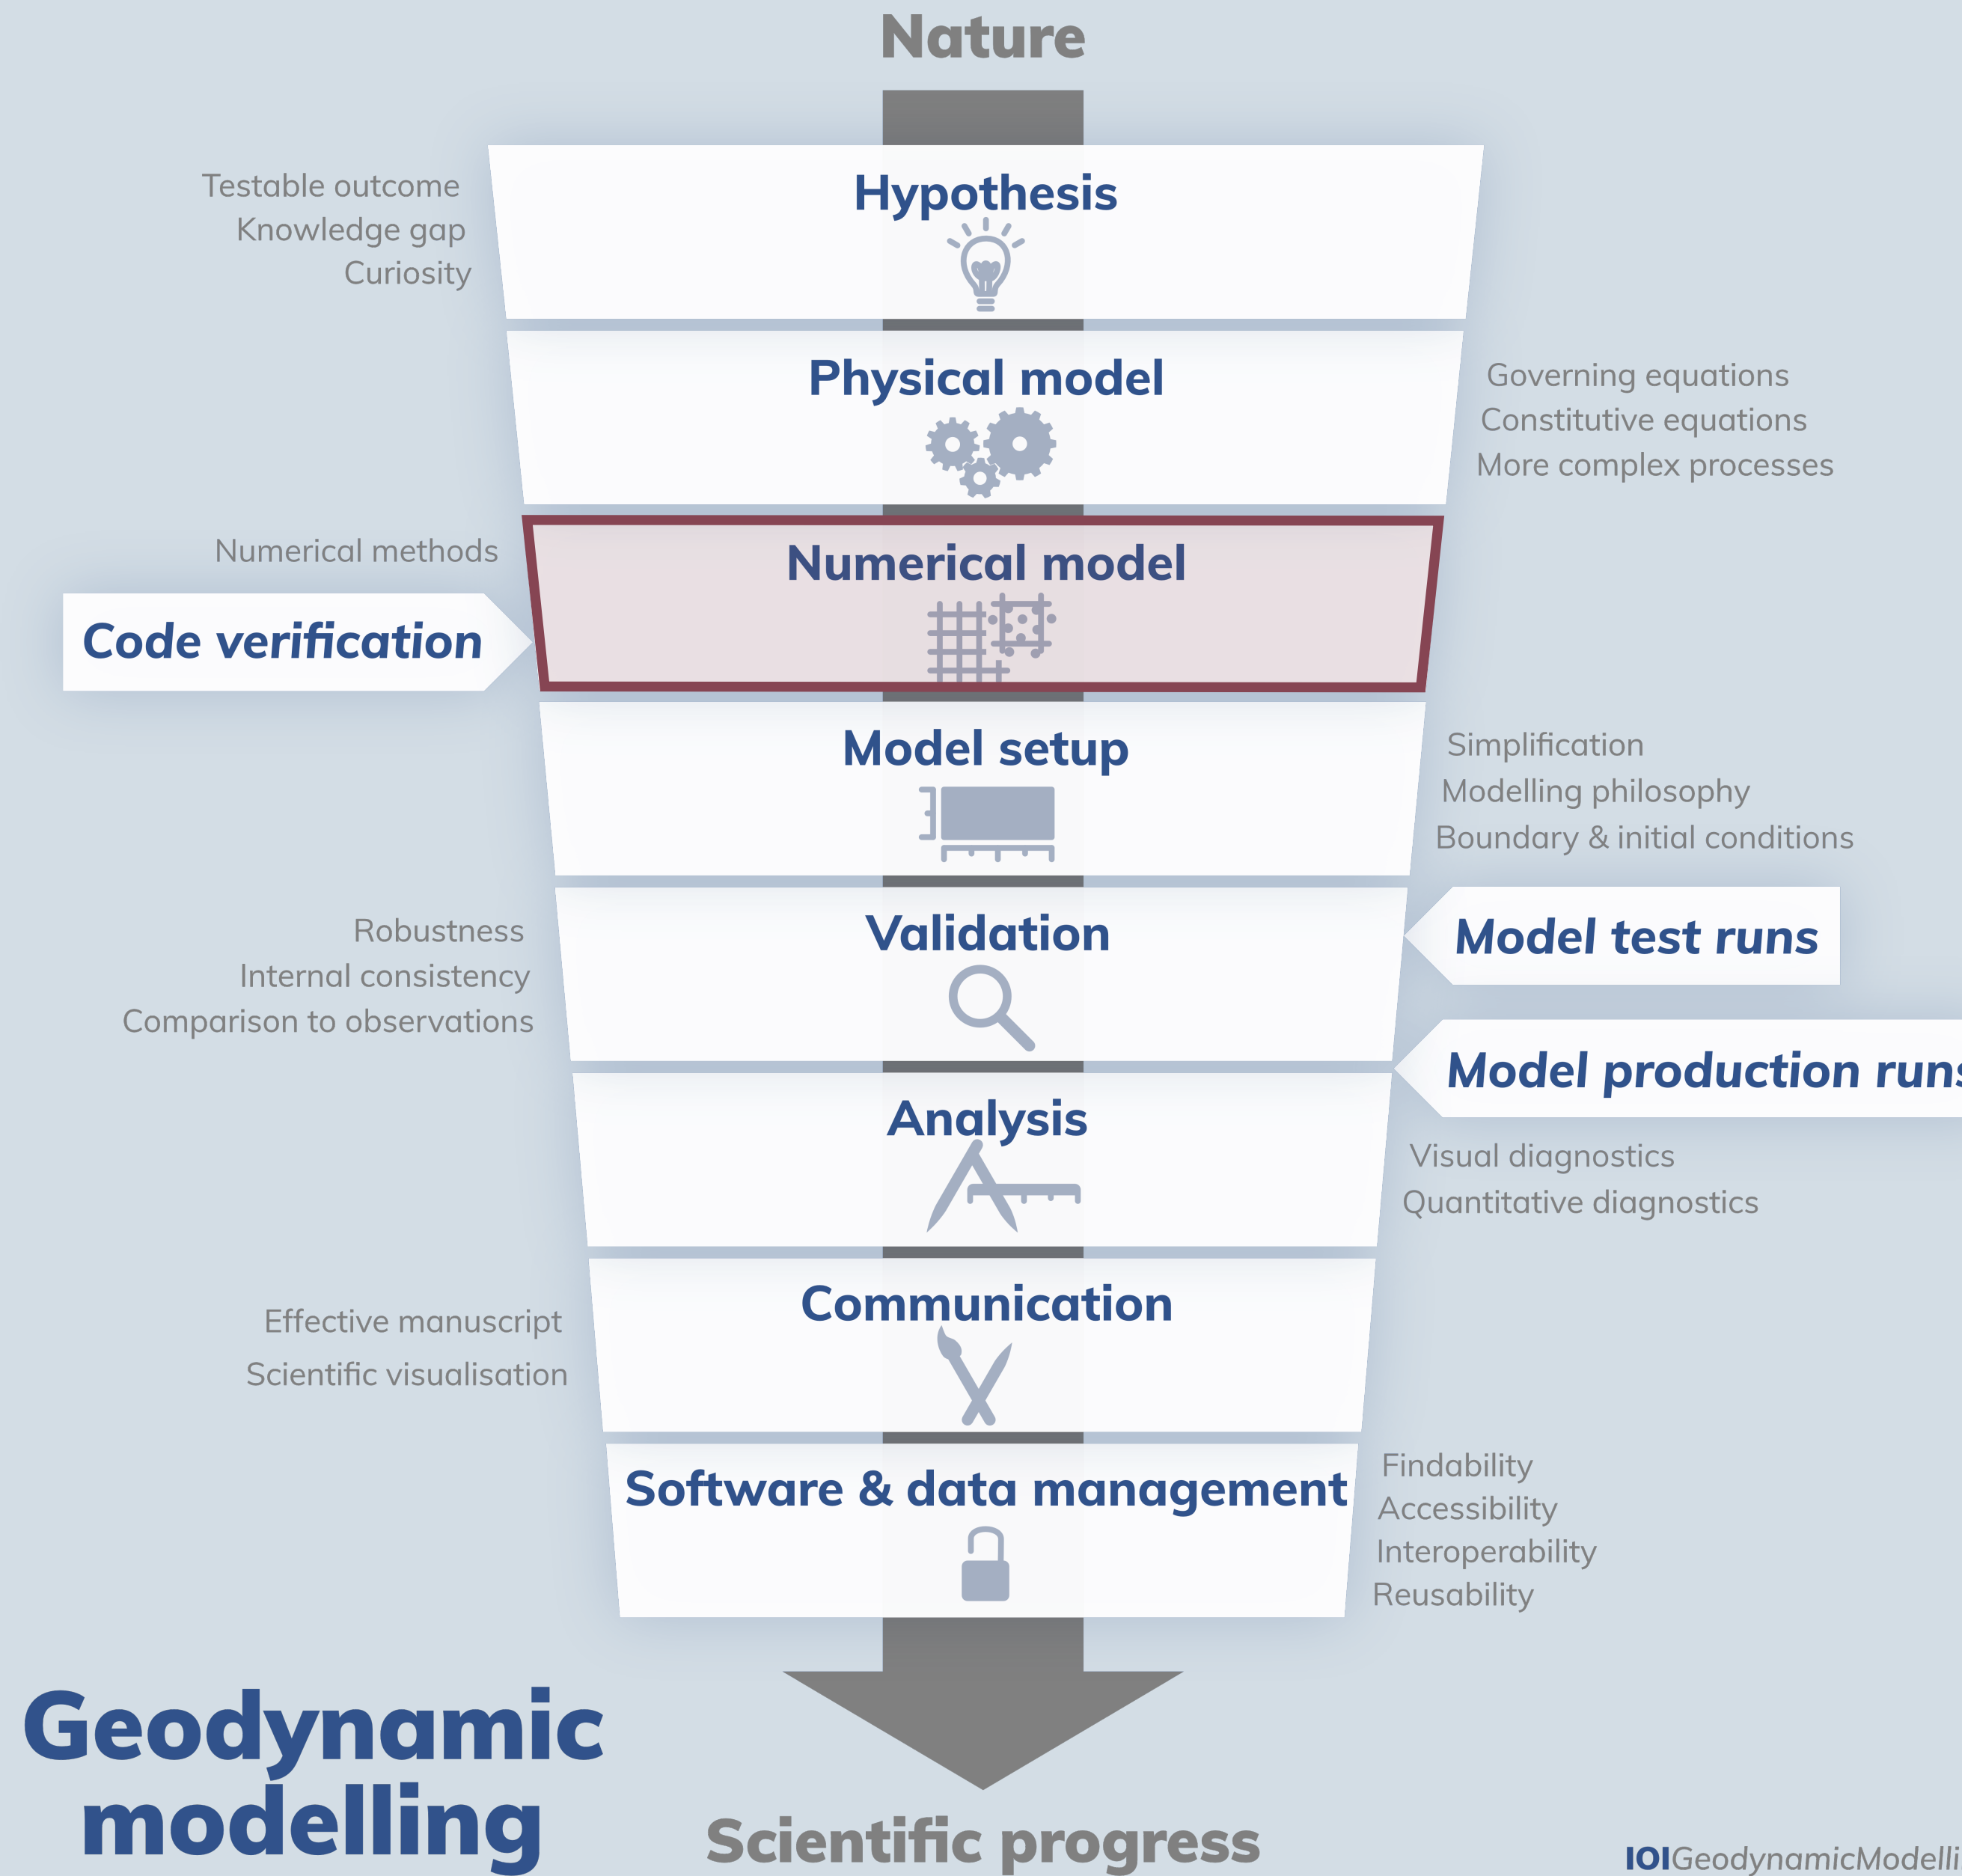 Nature
Hypothesis
Testable outcome
Knowledge gap
Curiosity
Physical model
Governing equations
Constitutive equations
More complex processes
Numerical model
Numerical methods
Code verification
Model setup
Simplification
Modelling philosophy
Boundary & initial conditions
Validation
Robustness
Internal consistency
Comparison to observations
Model test runs
Model production runs
Analysis
Visual diagnostics
Quantitative diagnostics
Communication
Effective manuscript
Scientific visualisation
Software & data management
Findability
Accessibility
Interoperability
Reusability
Geodynamic
modelling
Scientific progress
IOIGeodynamicModelli